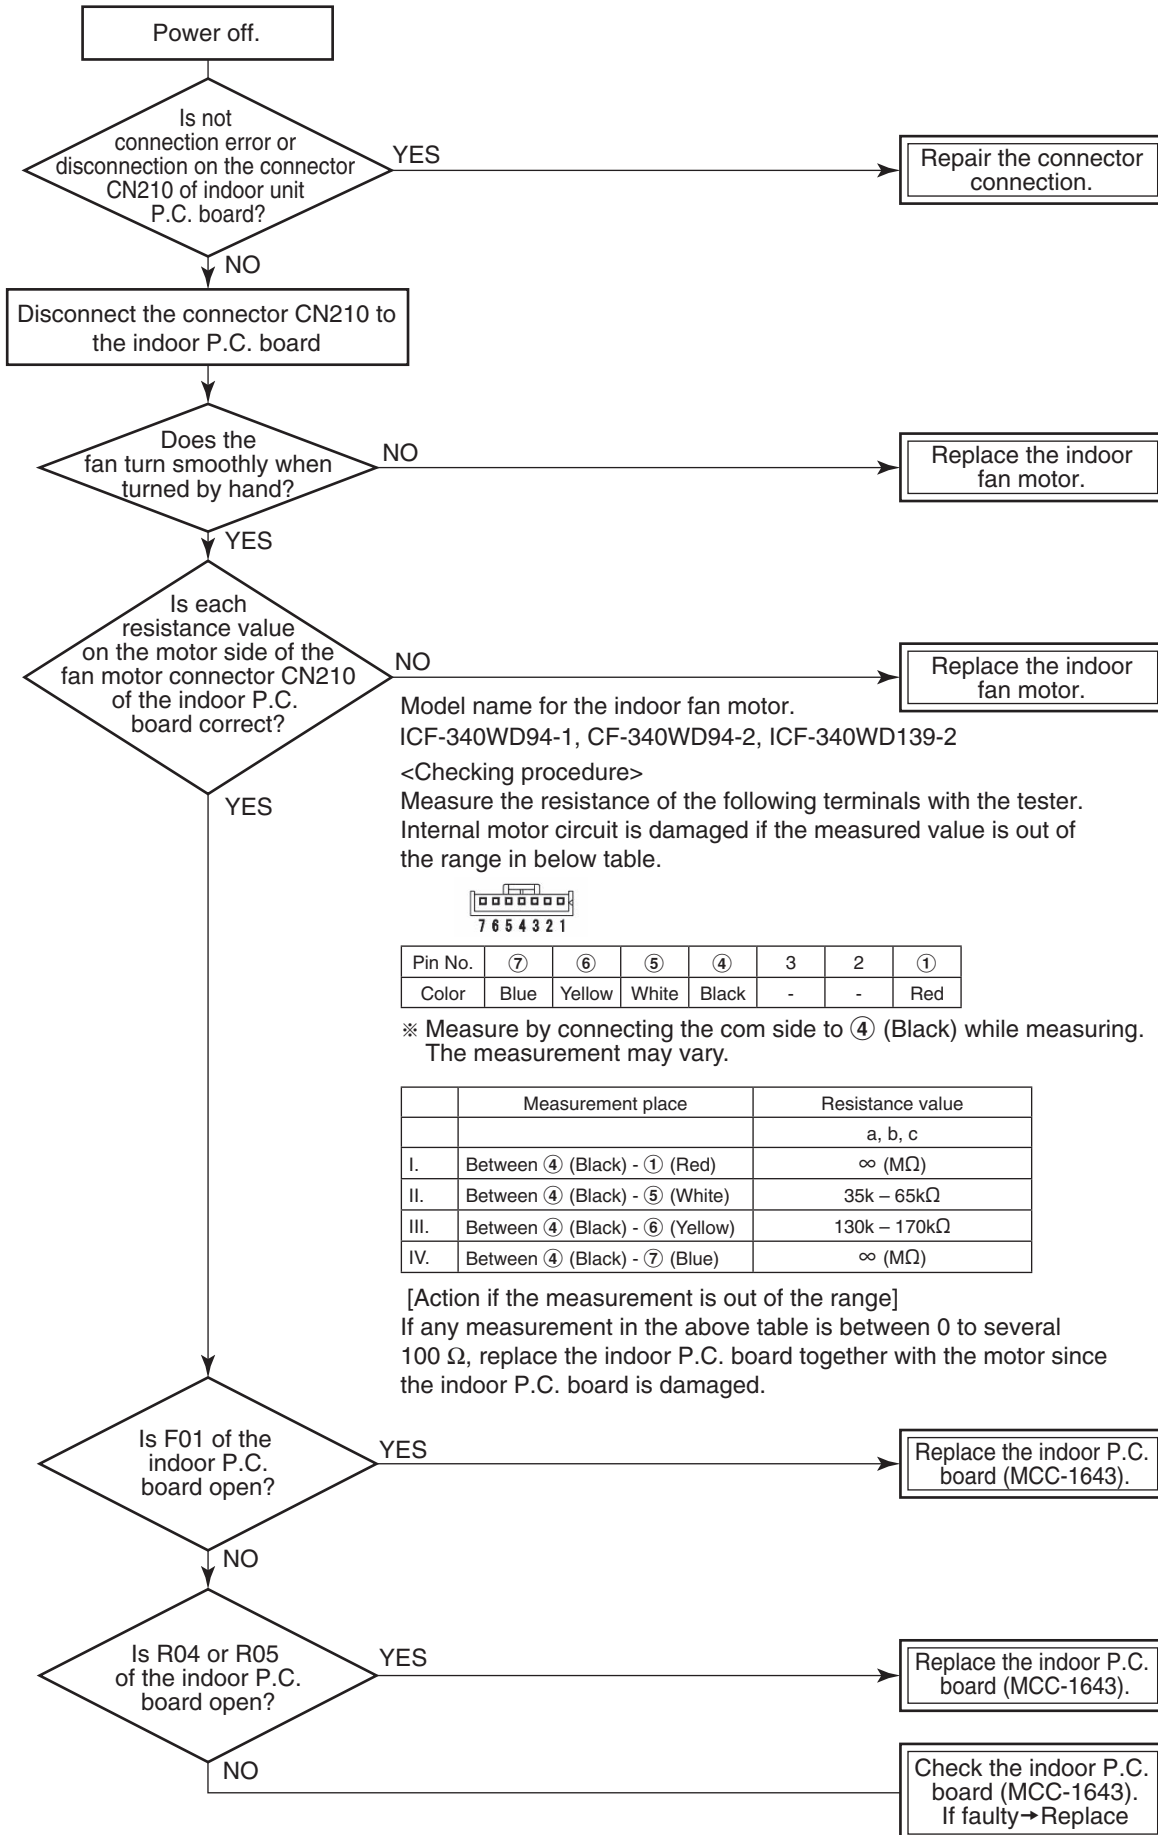 Power off.
Is not
connection error or
disconnection on the connector
CN210 of indoor unit
P.C. board?
YES
Repair the connector
connection.
NO
Disconnect the connector CN210 to
the indoor P.C. board
Does the
fan turn smoothly when
turned by hand?
NO
Replace the indoor
fan motor.
YES
Is each
resistance value
on the motor side of the
fan motor connector CN210
of the indoor P.C.
board correct?
NO
Replace the indoor
fan motor.
YES
Model name for the indoor fan motor.
ICF-340WD94-1, CF-340WD94-2, ICF-340WD139-2
<Checking procedure>
Measure the resistance of the following terminals with the tester.
Internal motor circuit is damaged if the measured value is out of
the range in below table.
7 6 5 4 3 2 1
Pin No. ⑦ ⑥ ⑤ ④ 3 2 ①
Color Blue Yellow White Black - - Red
※ Measure by connecting the com side to ④ (Black) while measuring.
The measurement may vary.
Measurement place Resistance value
a, b, c
I. Between ④ (Black) - ① (Red) ∞ (MΩ)
II. Between ④ (Black) - ⑤ (White) 35k – 65kΩ
III. Between ④ (Black) - ⑥ (Yellow) 130k – 170kΩ
IV. Between ④ (Black) - ⑦ (Blue) ∞ (MΩ)
[Action if the measurement is out of the range]
If any measurement in the above table is between 0 to several
100 Ω, replace the indoor P.C. board together with the motor since
the indoor P.C. board is damaged.
Is F01 of the
indoor P.C.
board open?
YES
Replace the indoor P.C.
board (MCC-1643).
NO
Is R04 or R05
of the indoor P.C.
board open?
YES
Replace the indoor P.C.
board (MCC-1643).
NO
Check the indoor P.C.
board (MCC-1643).
If faulty→Replace